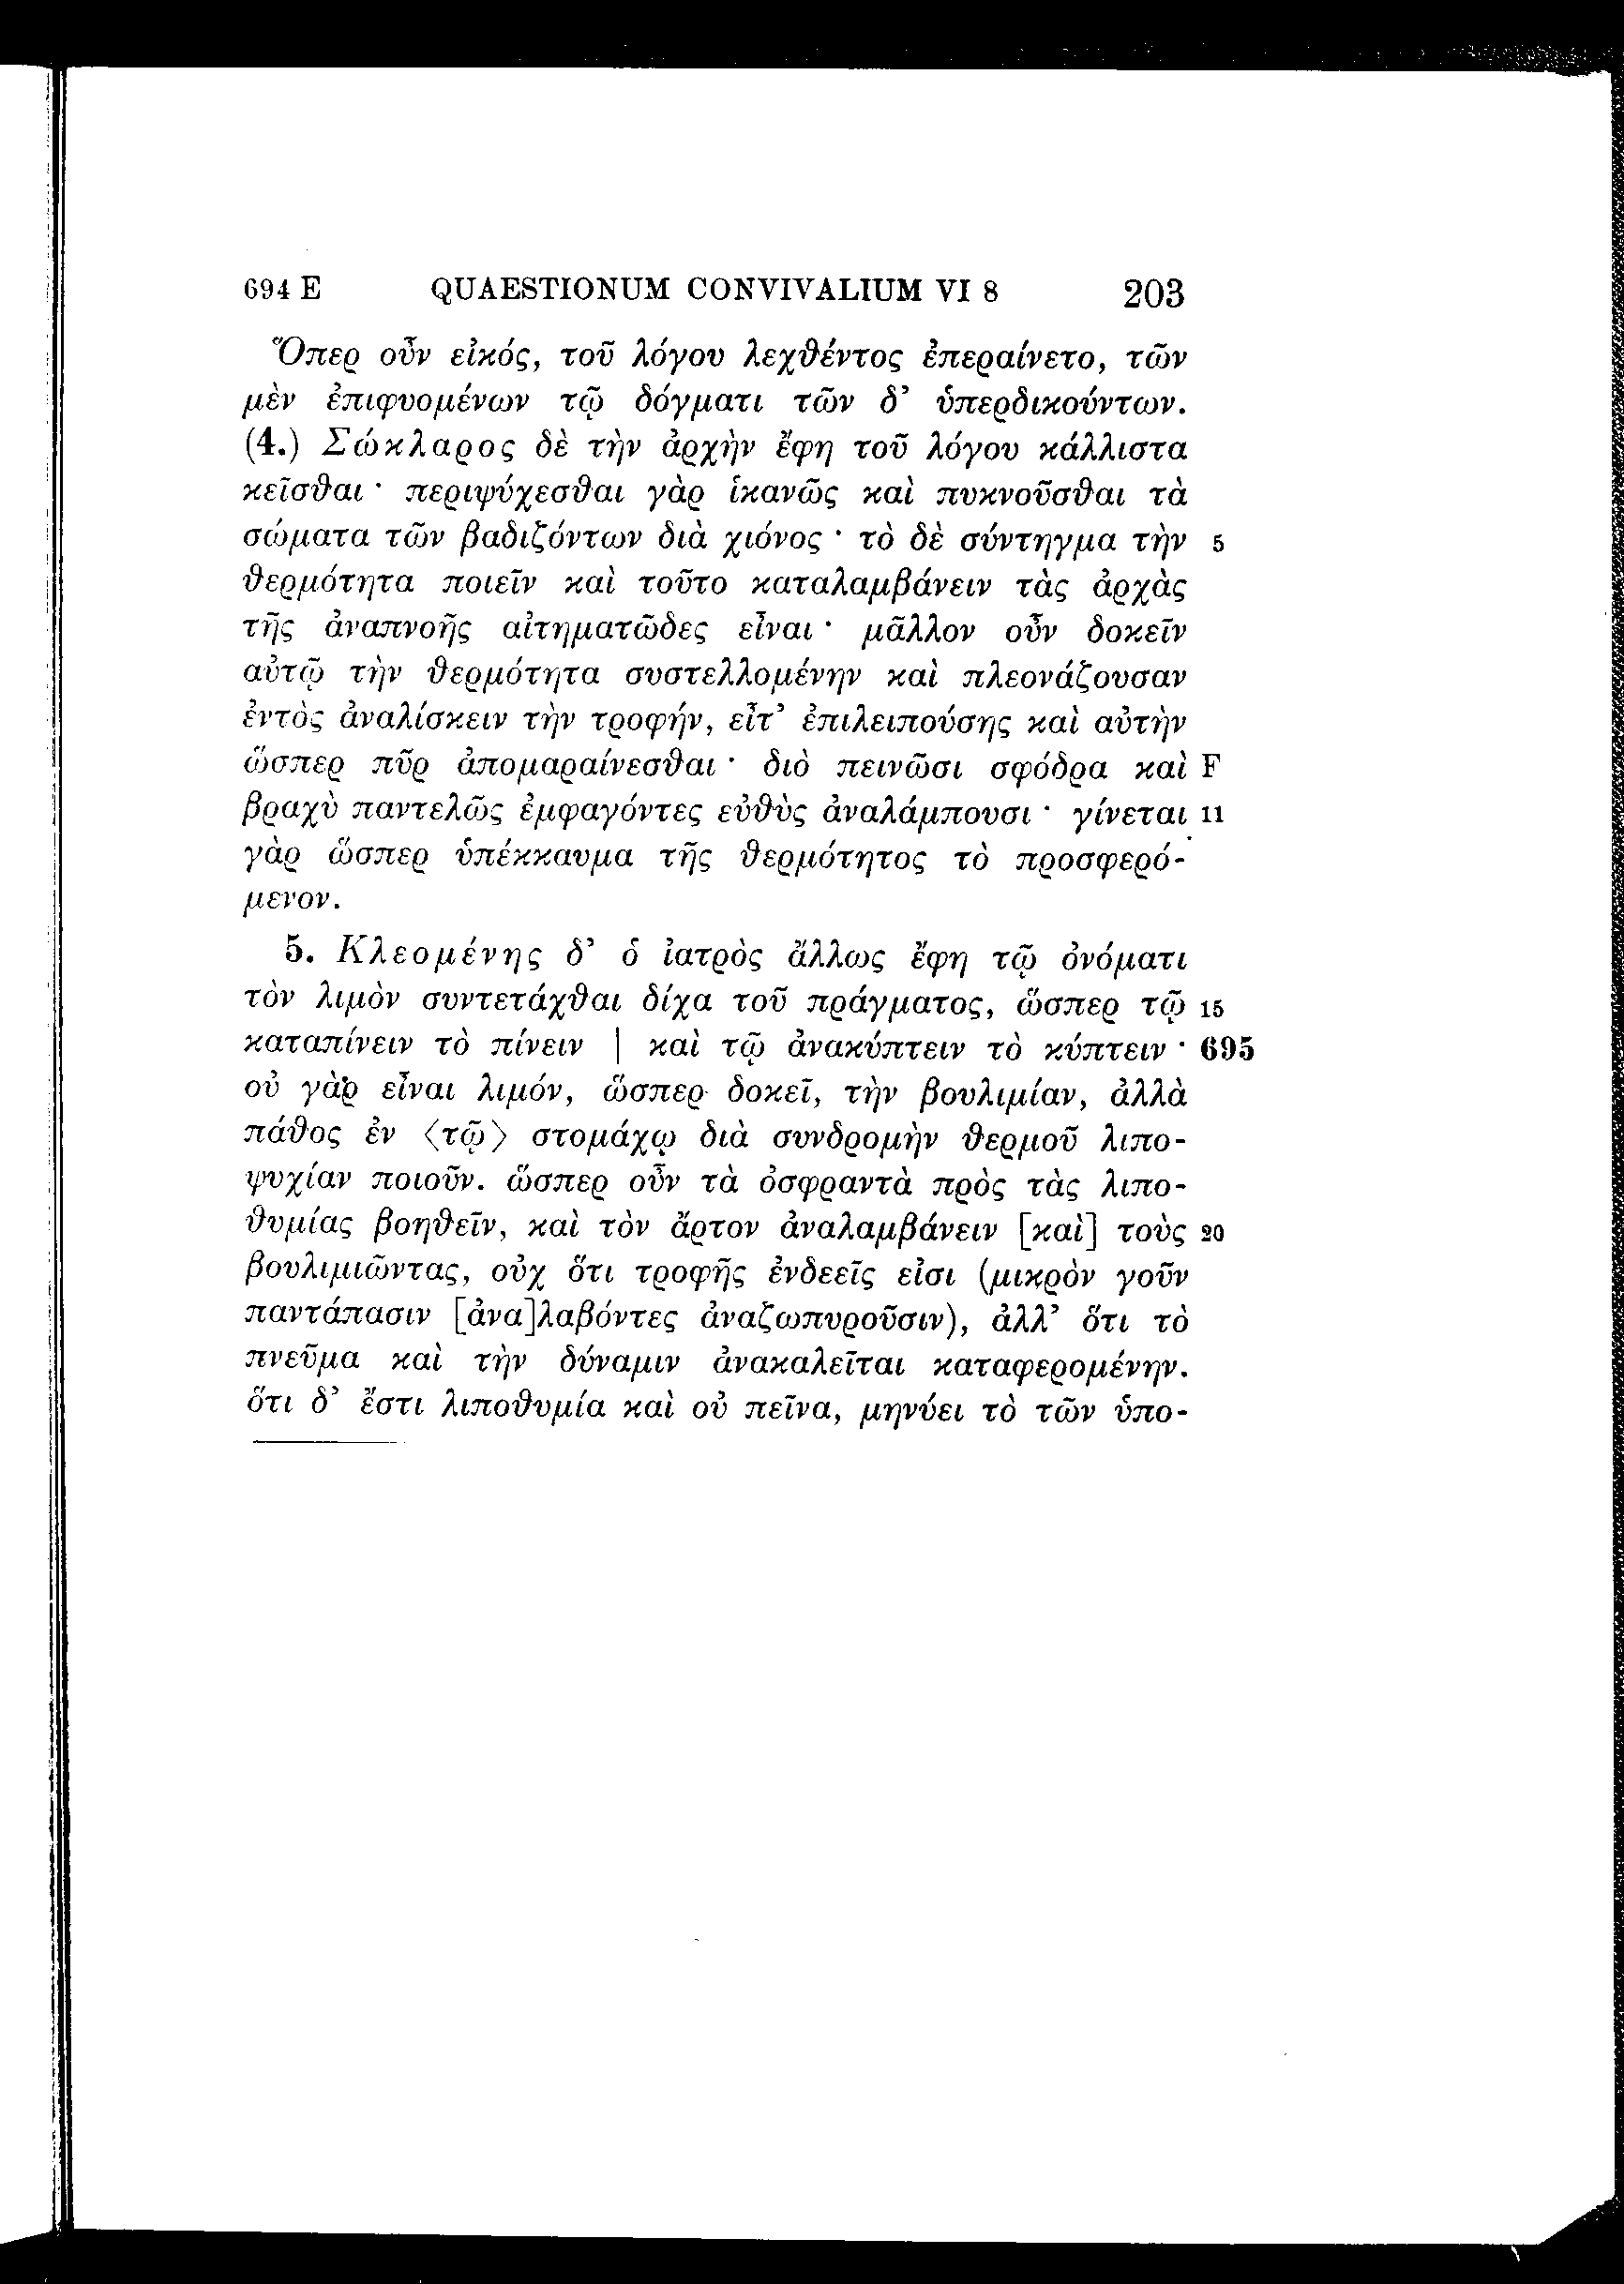 694 E QUAESTIONUM CONVIVALIUM VI 8 203
Ὅπερ οὖν εἰκός, τοῦ λόγου λεχθέντος ἐπεραίνετο, τῶν
μὲν ἐπιφυομένων τῷ δόγματι τῶν δ’ ὑπερδικούντων.
(4.) Σώκλαρος δὲ τὴν ἀρχὴν ἔφη τοῦ λόγου κάλλιστα
κεῖσθαι · περιψύχεσθαι γὰρ ἱκανῶς καὶ πυκνοῦσθαι τὰ
σώματα τῶν βαδιζόντων διὰ χιόνος · τὸ δὲ σύντηγμα τὴν 5
θερμότητα ποιεῖν καὶ τοῦτο καταλαμβάνειν τὰς ἀρχὰς
τῆς ἀναπνοῆς αἰτηματῶδες εἶναι · μᾶλλον οὖν δοκεῖν
αὐτῷ τὴν θερμότητα συστελλομένην καὶ πλεονάζουσαν
ἐντὸς ἀναλίσκειν τὴν τροφήν, εἶτ’ ἐπιλειπούσης καὶ αὐτὴν
ὥσπερ πῦρ ἀπομαραίνεσθαι · διὸ πεινῶσι σφόδρα καὶ F
βραχὺ παντελῶς ἐμφαγόντες εὐθὺς ἀναλάμπουσι · γίνεται 11
γὰρ ὥσπερ ὑπέκκαυμα τῆς θερμότητος τὸ προσφερό-
μενον.
5. Κλεομένης δ’ ὁ ἰατρὸς ἄλλως ἔφη τῷ ὀνόματι
τὸν λιμὸν συντετάχθαι δίχα τοῦ πράγματος, ὥσπερ τῷ 15
καταπίνειν τὸ πίνειν | καὶ τῷ ἀνακύπτειν τὸ κύπτειν · 695
οὐ γὰρ εἶναι λιμόν, ὥσπερ δοκεῖ, τὴν βουλιμίαν, ἀλλὰ
πάθος ἐν ⟨τῷ⟩ στομάχῳ διὰ συνδρομὴν θερμοῦ λιπο-
ψυχίαν ποιοῦν. ὥσπερ οὖν τὰ ὀσφραντὰ πρὸς τὰς λιπο-
θυμίας βοηθεῖν, καὶ τὸν ἄρτον ἀναλαμβάνειν [καὶ] τοὺς 20
βουλιμιῶντας, οὐχ ὅτι τροφῆς ἐνδεεῖς εἰσι (μικρὸν γοῦν
παντάπασιν [ἀνα]λαβόντες ἀναζωπυροῦσιν), ἀλλ’ ὅτι τὸ
πνεῦμα καὶ τὴν δύναμιν ἀνακαλεῖται καταφερομένην.
ὅτι δ’ ἔστι λιποθυμία καὶ οὐ πεῖνα, μηνύει τὸ τῶν ὑπο-